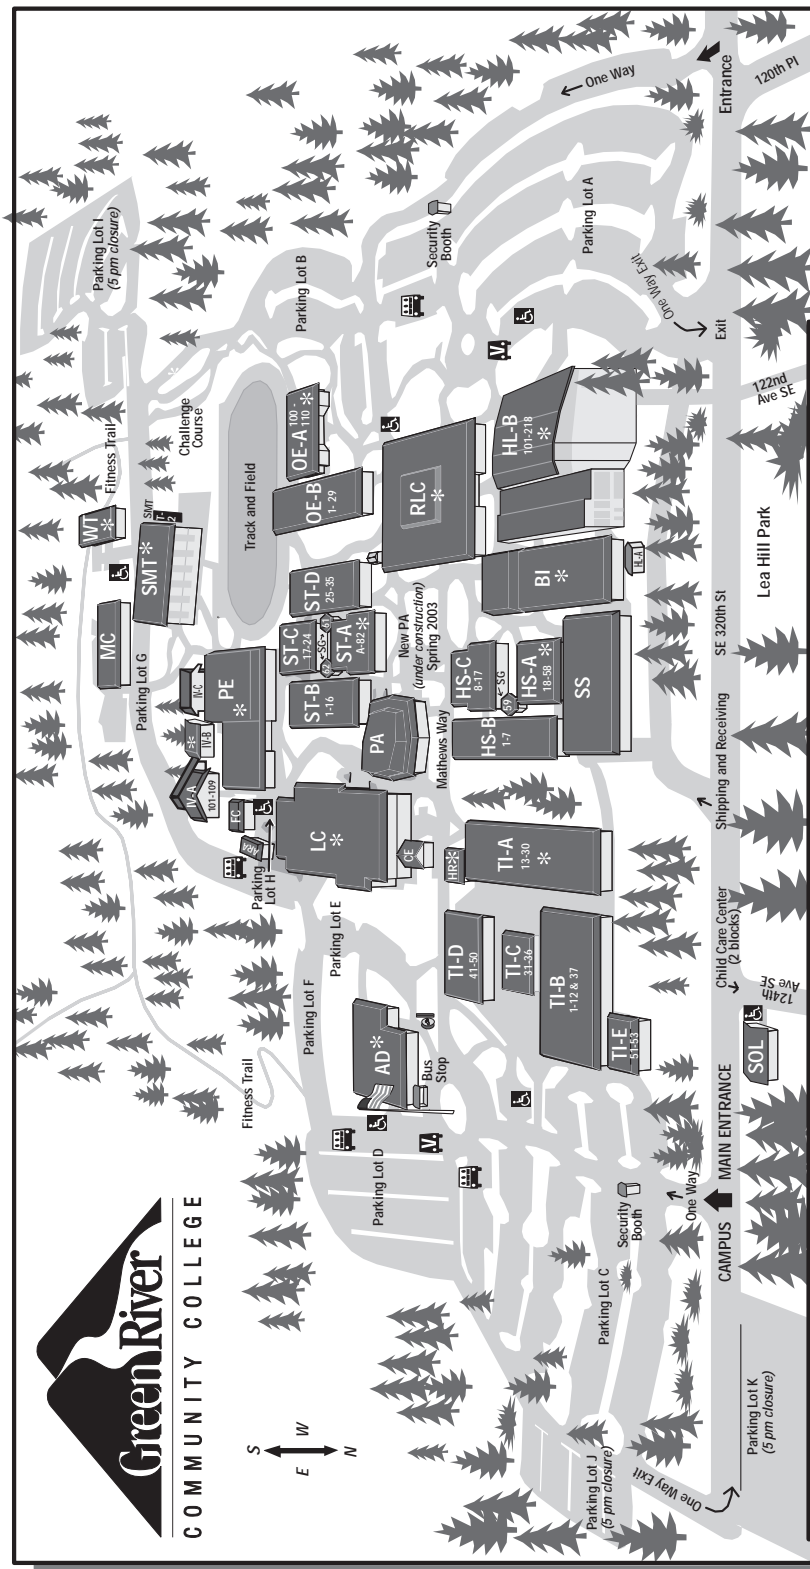 Green River
COMMUNITY COLLEGE
S
E W
N
Parking Lot I
(5 pm closure)
Parking Lot B
Security
Booth
Parking Lot A
One Way
Entrance
120th Pl
One Way Exit
Exit
122nd
Ave SE
Fitness Trail
Challenge
Course
Track and Field
WT
SMT
SMT
MC
Parking Lot G
OE-A
100 -
110
OE-B
1- 29
RLC
HL-B
101-218
HL-A
BI
Lea Hill Park
SE 320th St
ST-D
25-35
ST-C
17-24
SG
61
62
ST-A
A-82
ST-B
1-16
New PA
(under construction)
Spring 2003
PA
Mathews Way
HS-C
8-17
SG
59
HS-A
18-58
HS-B
1-7
SS
Shipping and Receiving
IV-C
IV-B
IV-A
101-109
PE
EC
ARA
Parking
Lot H
LC
CE
HR
TI-A
13-30
Parking Lot E
Parking Lot F
TI-D
41-50
TI-C
31-36
TI-B
1-12 & 37
TI-E
51-53
Child Care Center
(2 blocks)
124th
Ave SE
SOL
AD
Bus
Stop
Fitness Trail
Parking Lot D
V
V
Security
Booth
One Way
CAMPUS MAIN ENTRANCE
Parking Lot C
Parking Lot J
(5 pm closure)
One Way Exit
Parking Lot K
(5 pm closure)